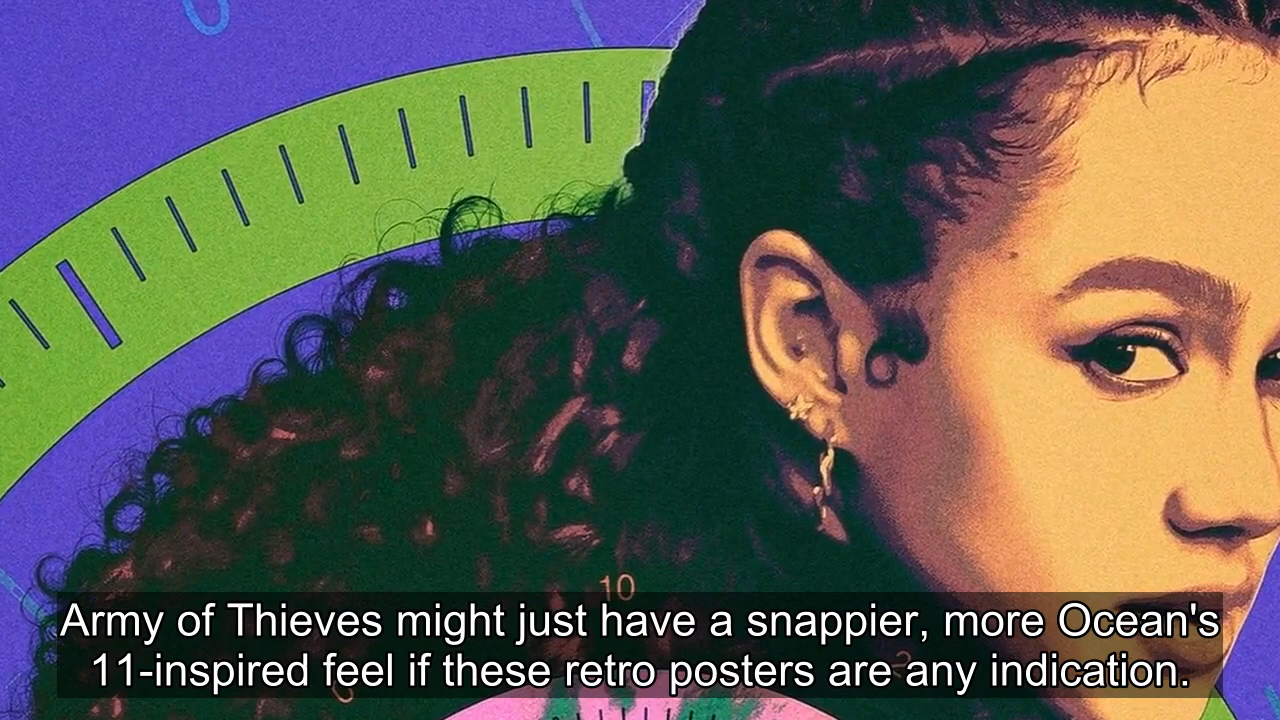 10
Army of Thieves might just have a snappier, more Ocean's
11-inspired feel if these retro posters are any indication.